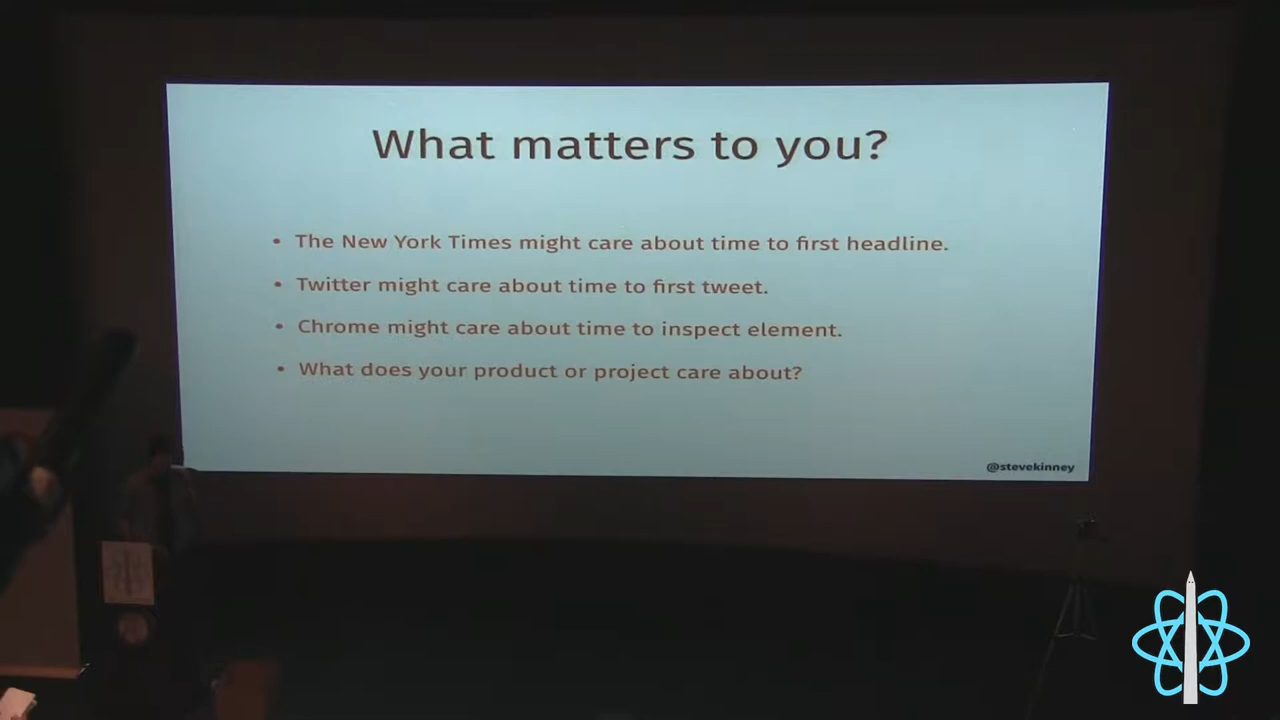 What matters to you?
• The New York Times might care about time to first headline.
• Twitter might care about time to first tweet.
• Chrome might care about time to inspect element.
• What does your product or project care about?
@stevekinney